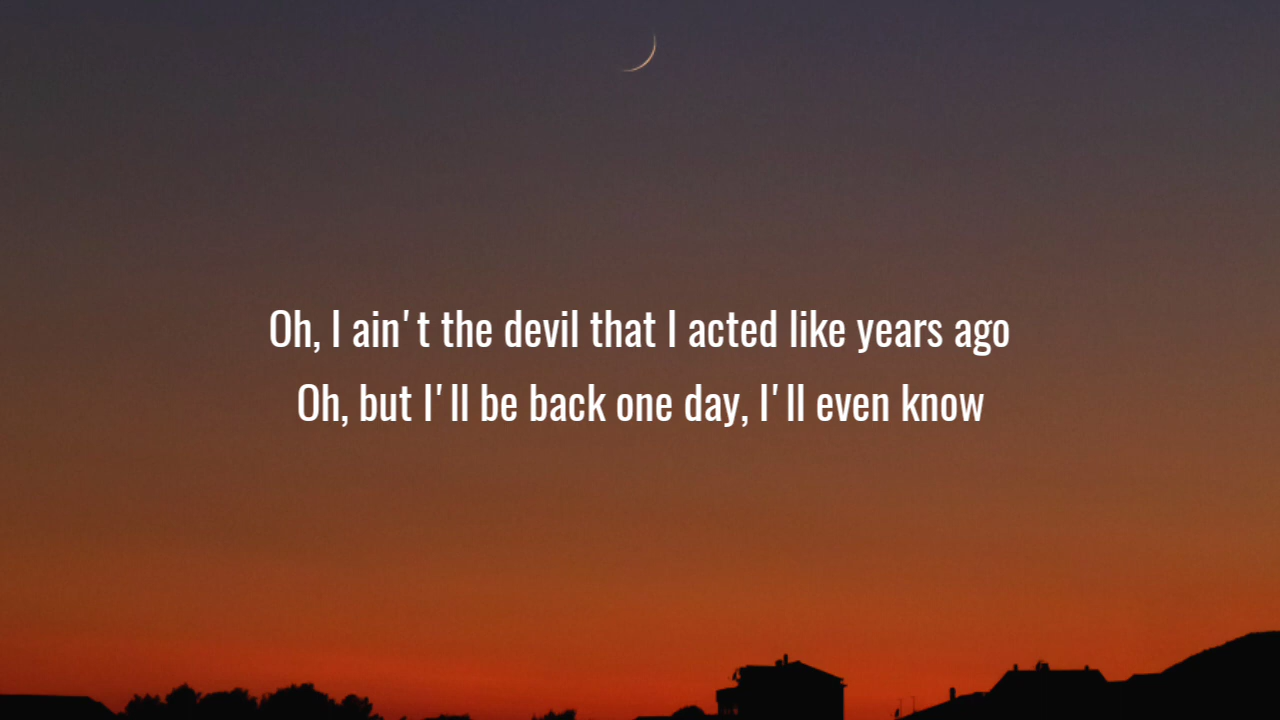 Oh, I ain't the devil that I acted like years ago
Oh, but I'll be back one day, I'll even know